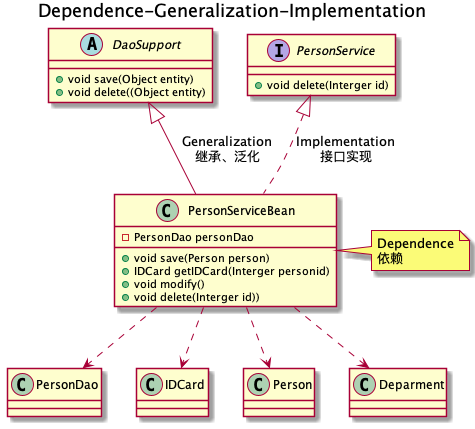 Dependence-Generalization-Implementation
A DaoSupport
void save(Object entity)
void delete((Object entity)
I PersonService
void delete(Interger id)
Generalization
继承、泛化
Implementation
接口实现
C PersonServiceBean
PersonDao personDao
void save(Person person)
IDCard getIDCard(Interger personid)
void modify()
void delete(Interger id))
Dependence
依赖
C PersonDao
C IDCard
C Person
C Deparment